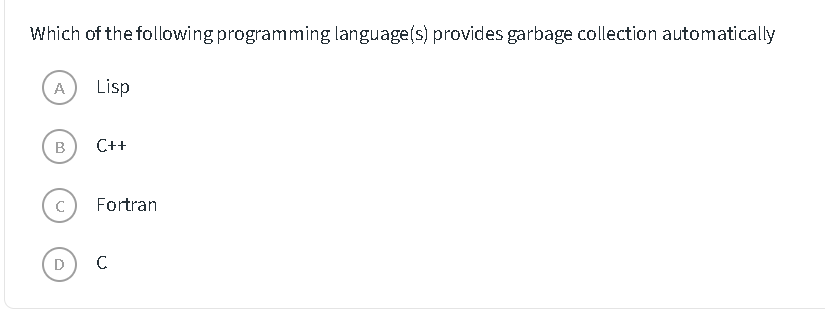 Which of the following programming language(s) provides garbage collection automatically
A Lisp
B C++
C Fortran
D C